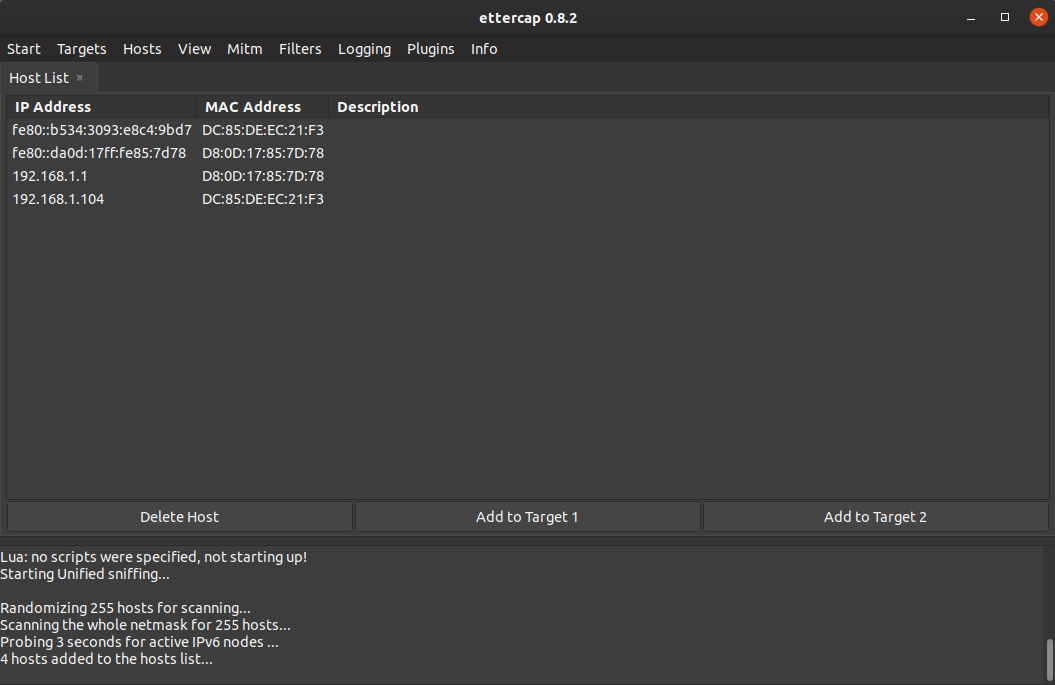 ettercap 0.8.2
Start Targets Hosts View Mitm Filters Logging Plugins Info
Host List
IP Address MAC Address Description
fe80::b534:3093:e8c4:9bd7 DC:85:DE:EC:21:F3
fe80::da0d:17ff:fe85:7d78 D8:0D:17:85:7D:78
192.168.1.1 D8:0D:17:85:7D:78
192.168.1.104 DC:85:DE:EC:21:F3
Delete Host Add to Target 1 Add to Target 2
Lua: no scripts were specified, not starting up!
Starting Unified sniffing...
Randomizing 255 hosts for scanning...
Scanning the whole netmask for 255 hosts...
Probing 3 seconds for active IPv6 nodes ...
4 hosts added to the hosts list...